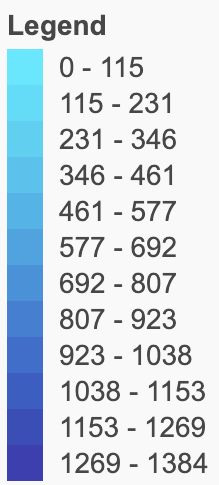 Legend
0 - 115
115 - 231
231 - 346
346 - 461
461 - 577
577 - 692
692 - 807
807 - 923
923 - 1038
1038 - 1153
1153 - 1269
1269 - 1384